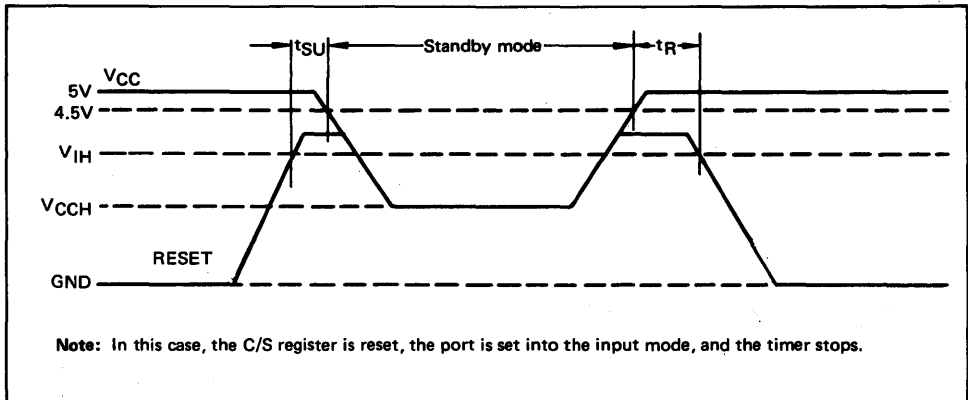 tSU Standby mode tR
VCC
5V
4.5V
VIH
VCCH
RESET
GND
Note: In this case, the C/S register is reset, the port is set into the input mode, and the timer stops.